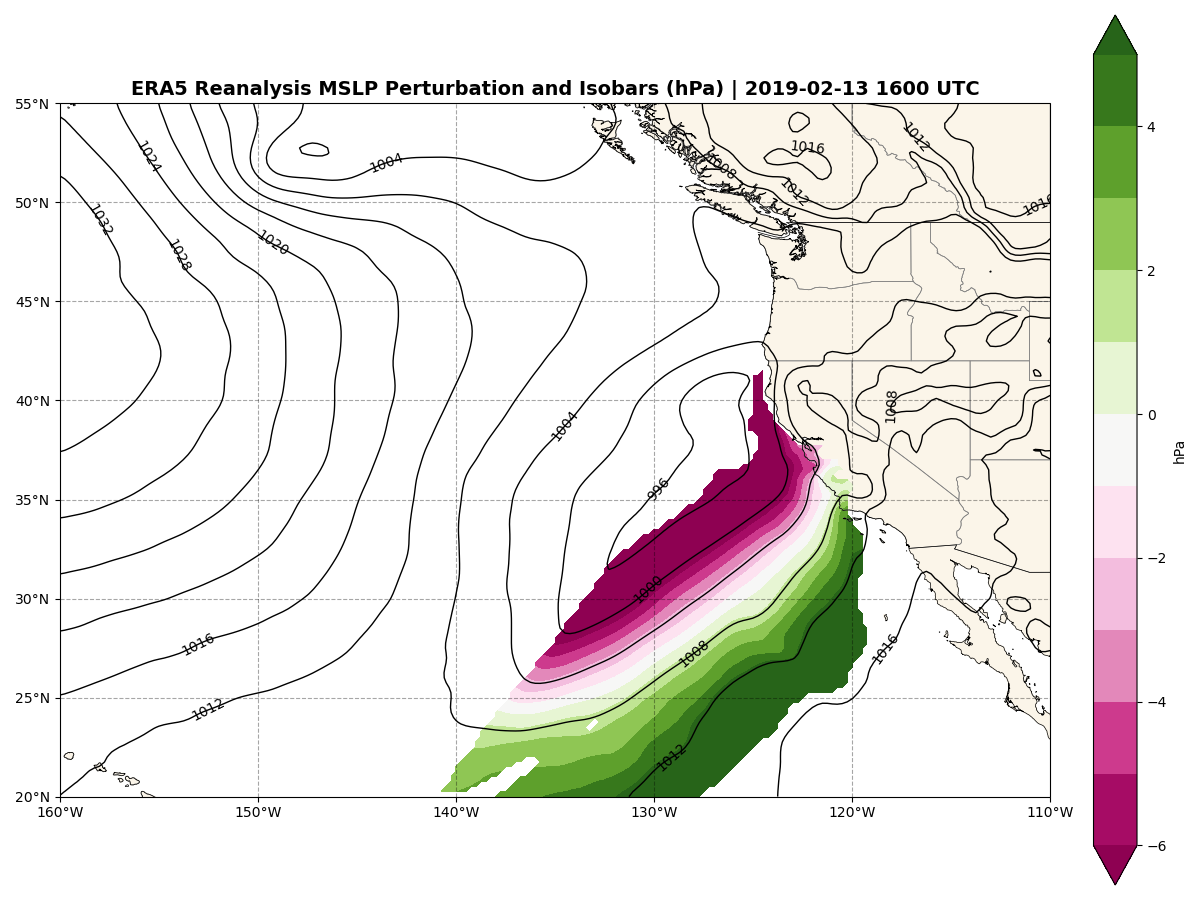 ERA5 Reanalysis MSLP Perturbation and Isobars (hPa) | 2019-02-13 1600 UTC
55°N
50°N
45°N
40°N
35°N
30°N
25°N
20°N
160°W
150°W
140°W
130°W
120°W
110°W
1024
1032
1028
1020
1004
1008
1016
1012
1012
1016
1008
1004
996
1000
1008
1016
1016
1012
1012
4
2
0
−2
−4
−6
hPa